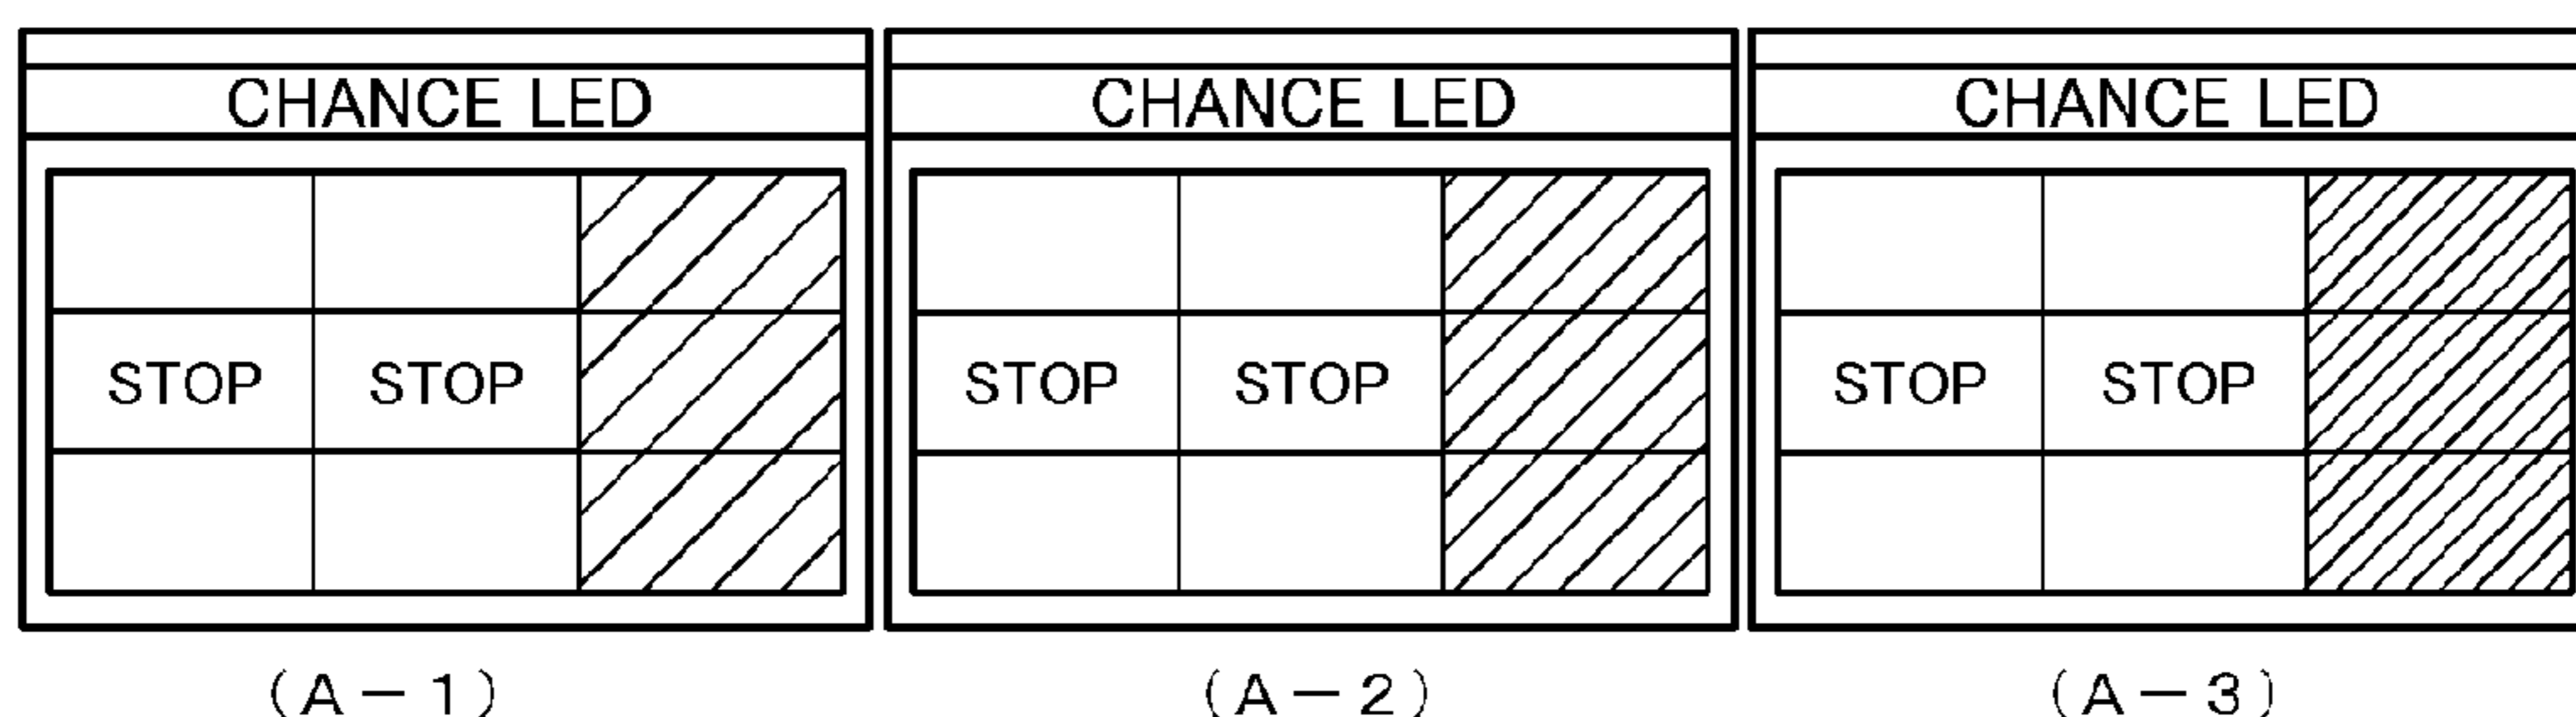 CHANCE LED CHANCE LED CHANCE LED
STOP STOP STOP STOP STOP STOP
(A-1) (A-2) (A-3)